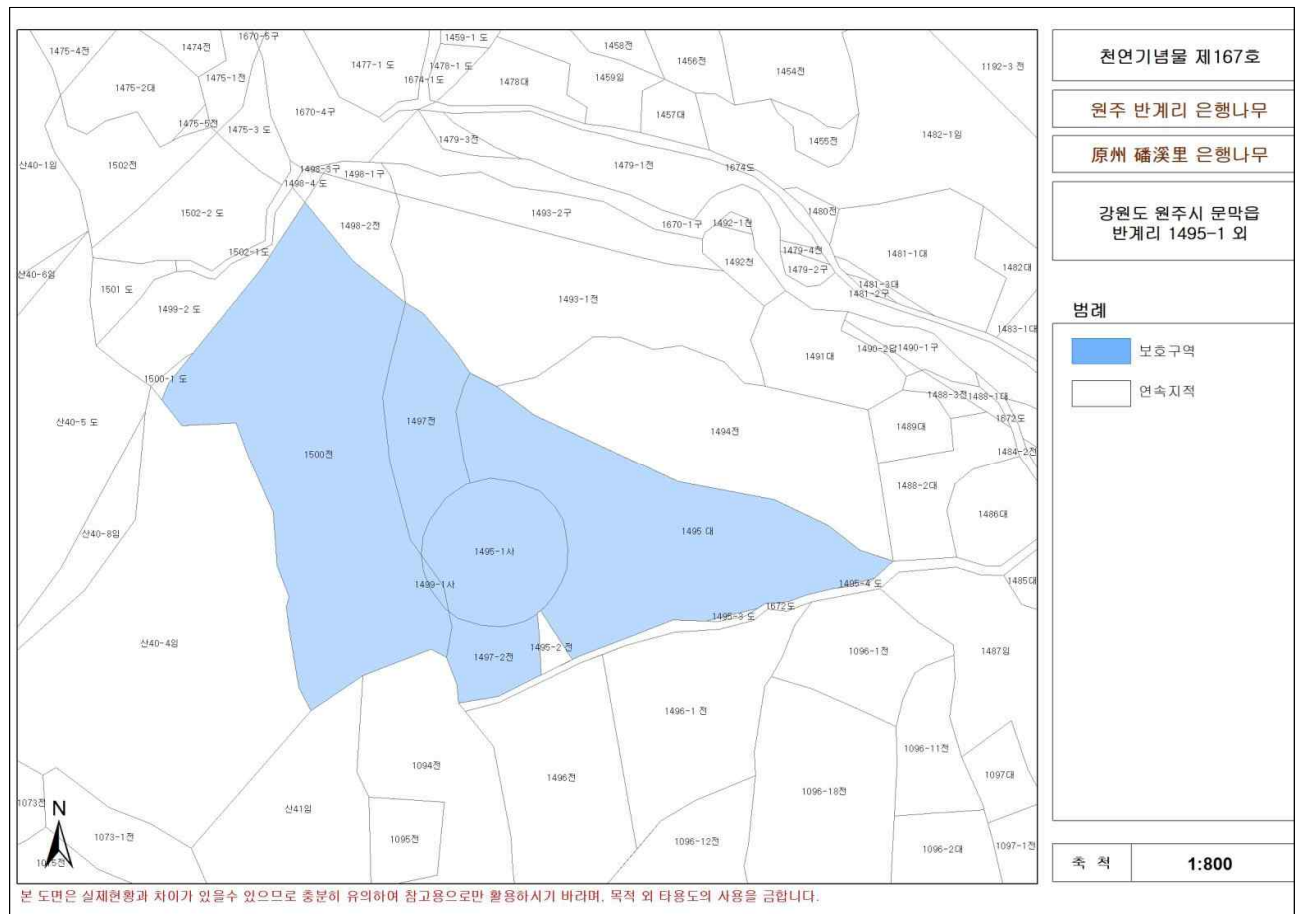 천연기념물 제167호
원주 반계리 은행나무
原州 磻溪里 은행나무
강원도 원주시 문막읍
반계리 1495-1 외
범례
보호구역
연속지적
축 척
1:800
1475-4전
1474전
1670-5구
1477-1 도
1459-1 도
1478-1 도
1674-1 도
1478대
1458전
1459임
1456전
1454전
1192-3 전
1475-2대
1475-1전
1670-4구
1457대
1475-5전
1475-3 도
1479-3전
1455전
1482-1임
산40-1임
1502전
1498-3구
1498-1구
1479-1전
1674도
1498-4 도
1502-2 도
1498-2전
1493-2구
1670-1구
1492-1천
1480전
1502-1도
1492전
1479-4천
1479-2구
1481-1대
1482대
산40-6임
1501 도
1499-2 도
1493-1전
1481-3대
1481-2구
1483-1대
1491대
1490-2답
1490-1구
1500-1 도
1488-3전
1488-1대
산40-5 도
1497전
1494전
1489대
1672도
1484-2전
1500전
1488-2대
1486대
산40-8임
1495-1사
1495 대
1499-1사
1495-4 도
1485대
1495-3 도
1672도
산40-4임
1497-2전
1495-2 전
1096-1전
1487임
1496-1 전
1094전
1496전
1096-11전
1097대
1096-18전
1073전
N
산41임
1073-1전
1095전
1096-12전
1096-2대
1097-1전
1075전
본 도면은 실제현황과 차이가 있을수 있으므로 충분히 유의하여 참고용으로만 활용하시기 바라며, 목적 외 타용도의 사용을 금합니다.